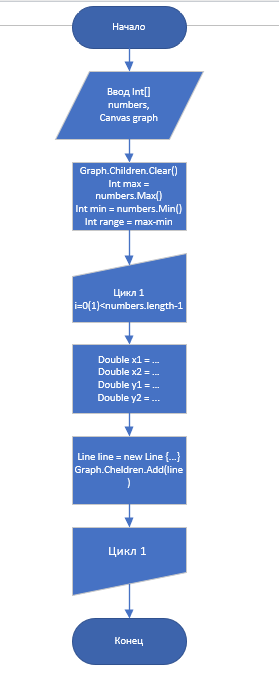 Начало
Ввод Int[]
numbers,
Canvas graph
Graph.Children.Clear()
Int max =
numbers.Max()
Int min = numbers.Min()
Int range = max-min
Цикл 1
i=0(1)<numbers.length-1
Double x1 = ...
Double x2 = ...
Double y1 = ...
Double y2 = ...
Line line = new Line {...}
Graph.Cheldren.Add(line
)
Цикл 1
Конец